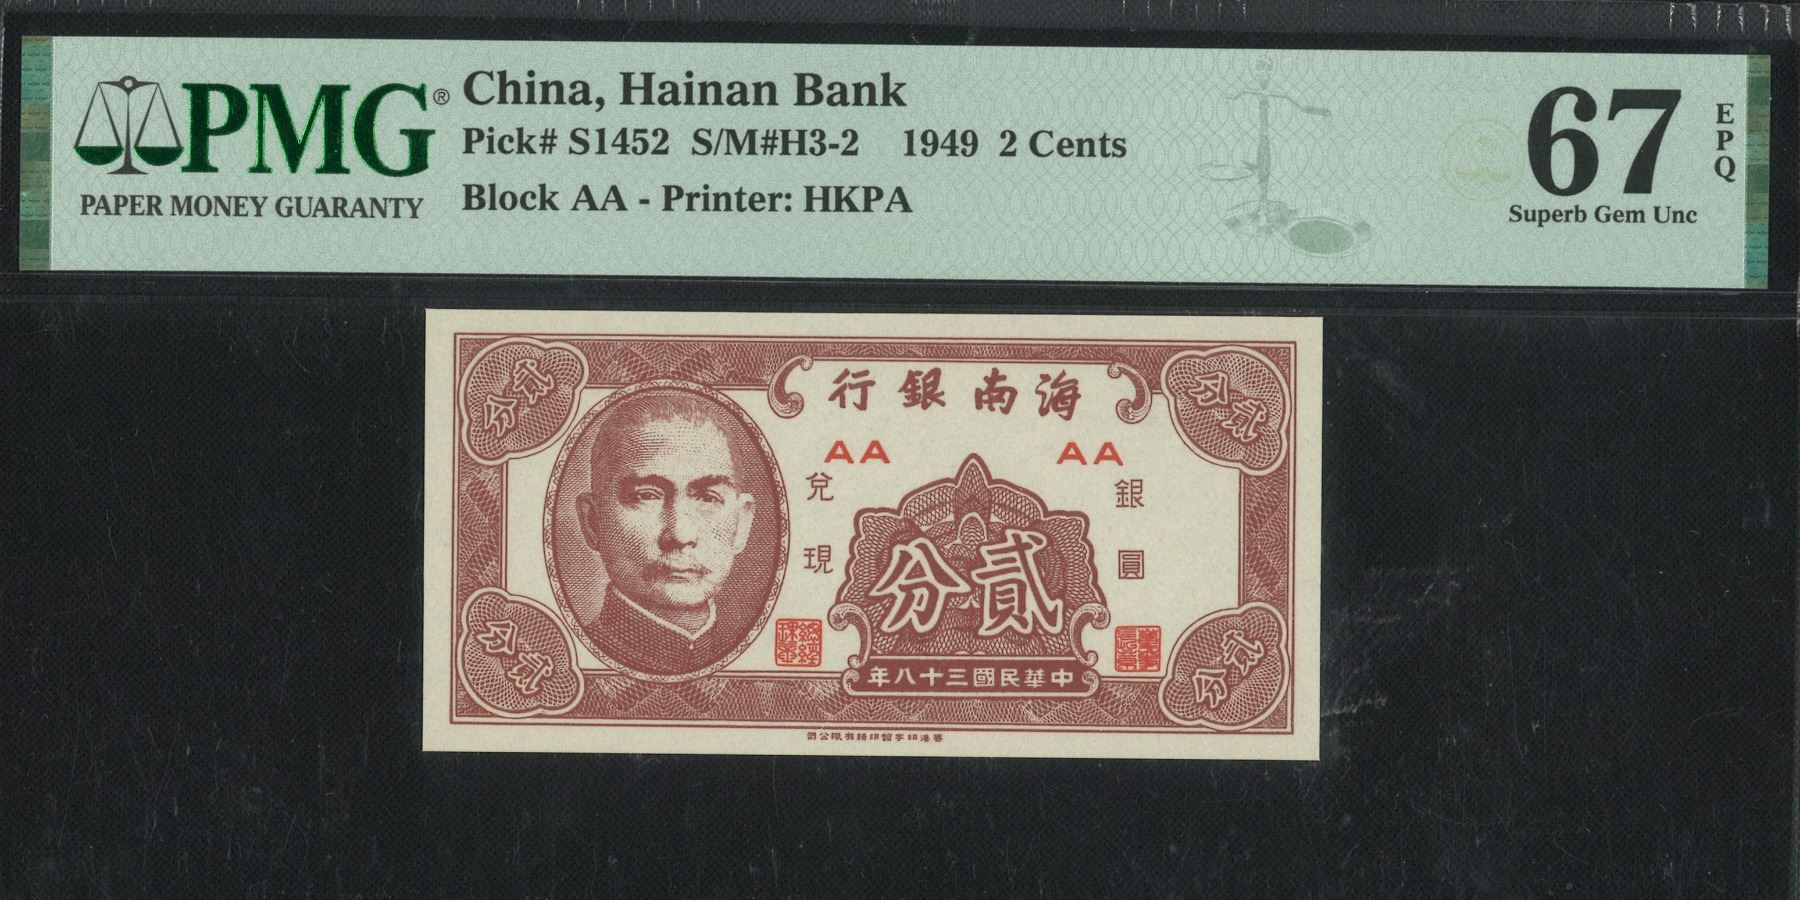 PMG®
PAPER MONEY GUARANTY
China, Hainan Bank
Pick# S1452 S/M#H3-2 1949 2 Cents
Block AA - Printer: HKPA
67
EPQ
Superb Gem Unc
海南銀行
AA AA
銀圓
兌現
貳分
貳分
貳分
貳分
貳分
中華民國三十八年